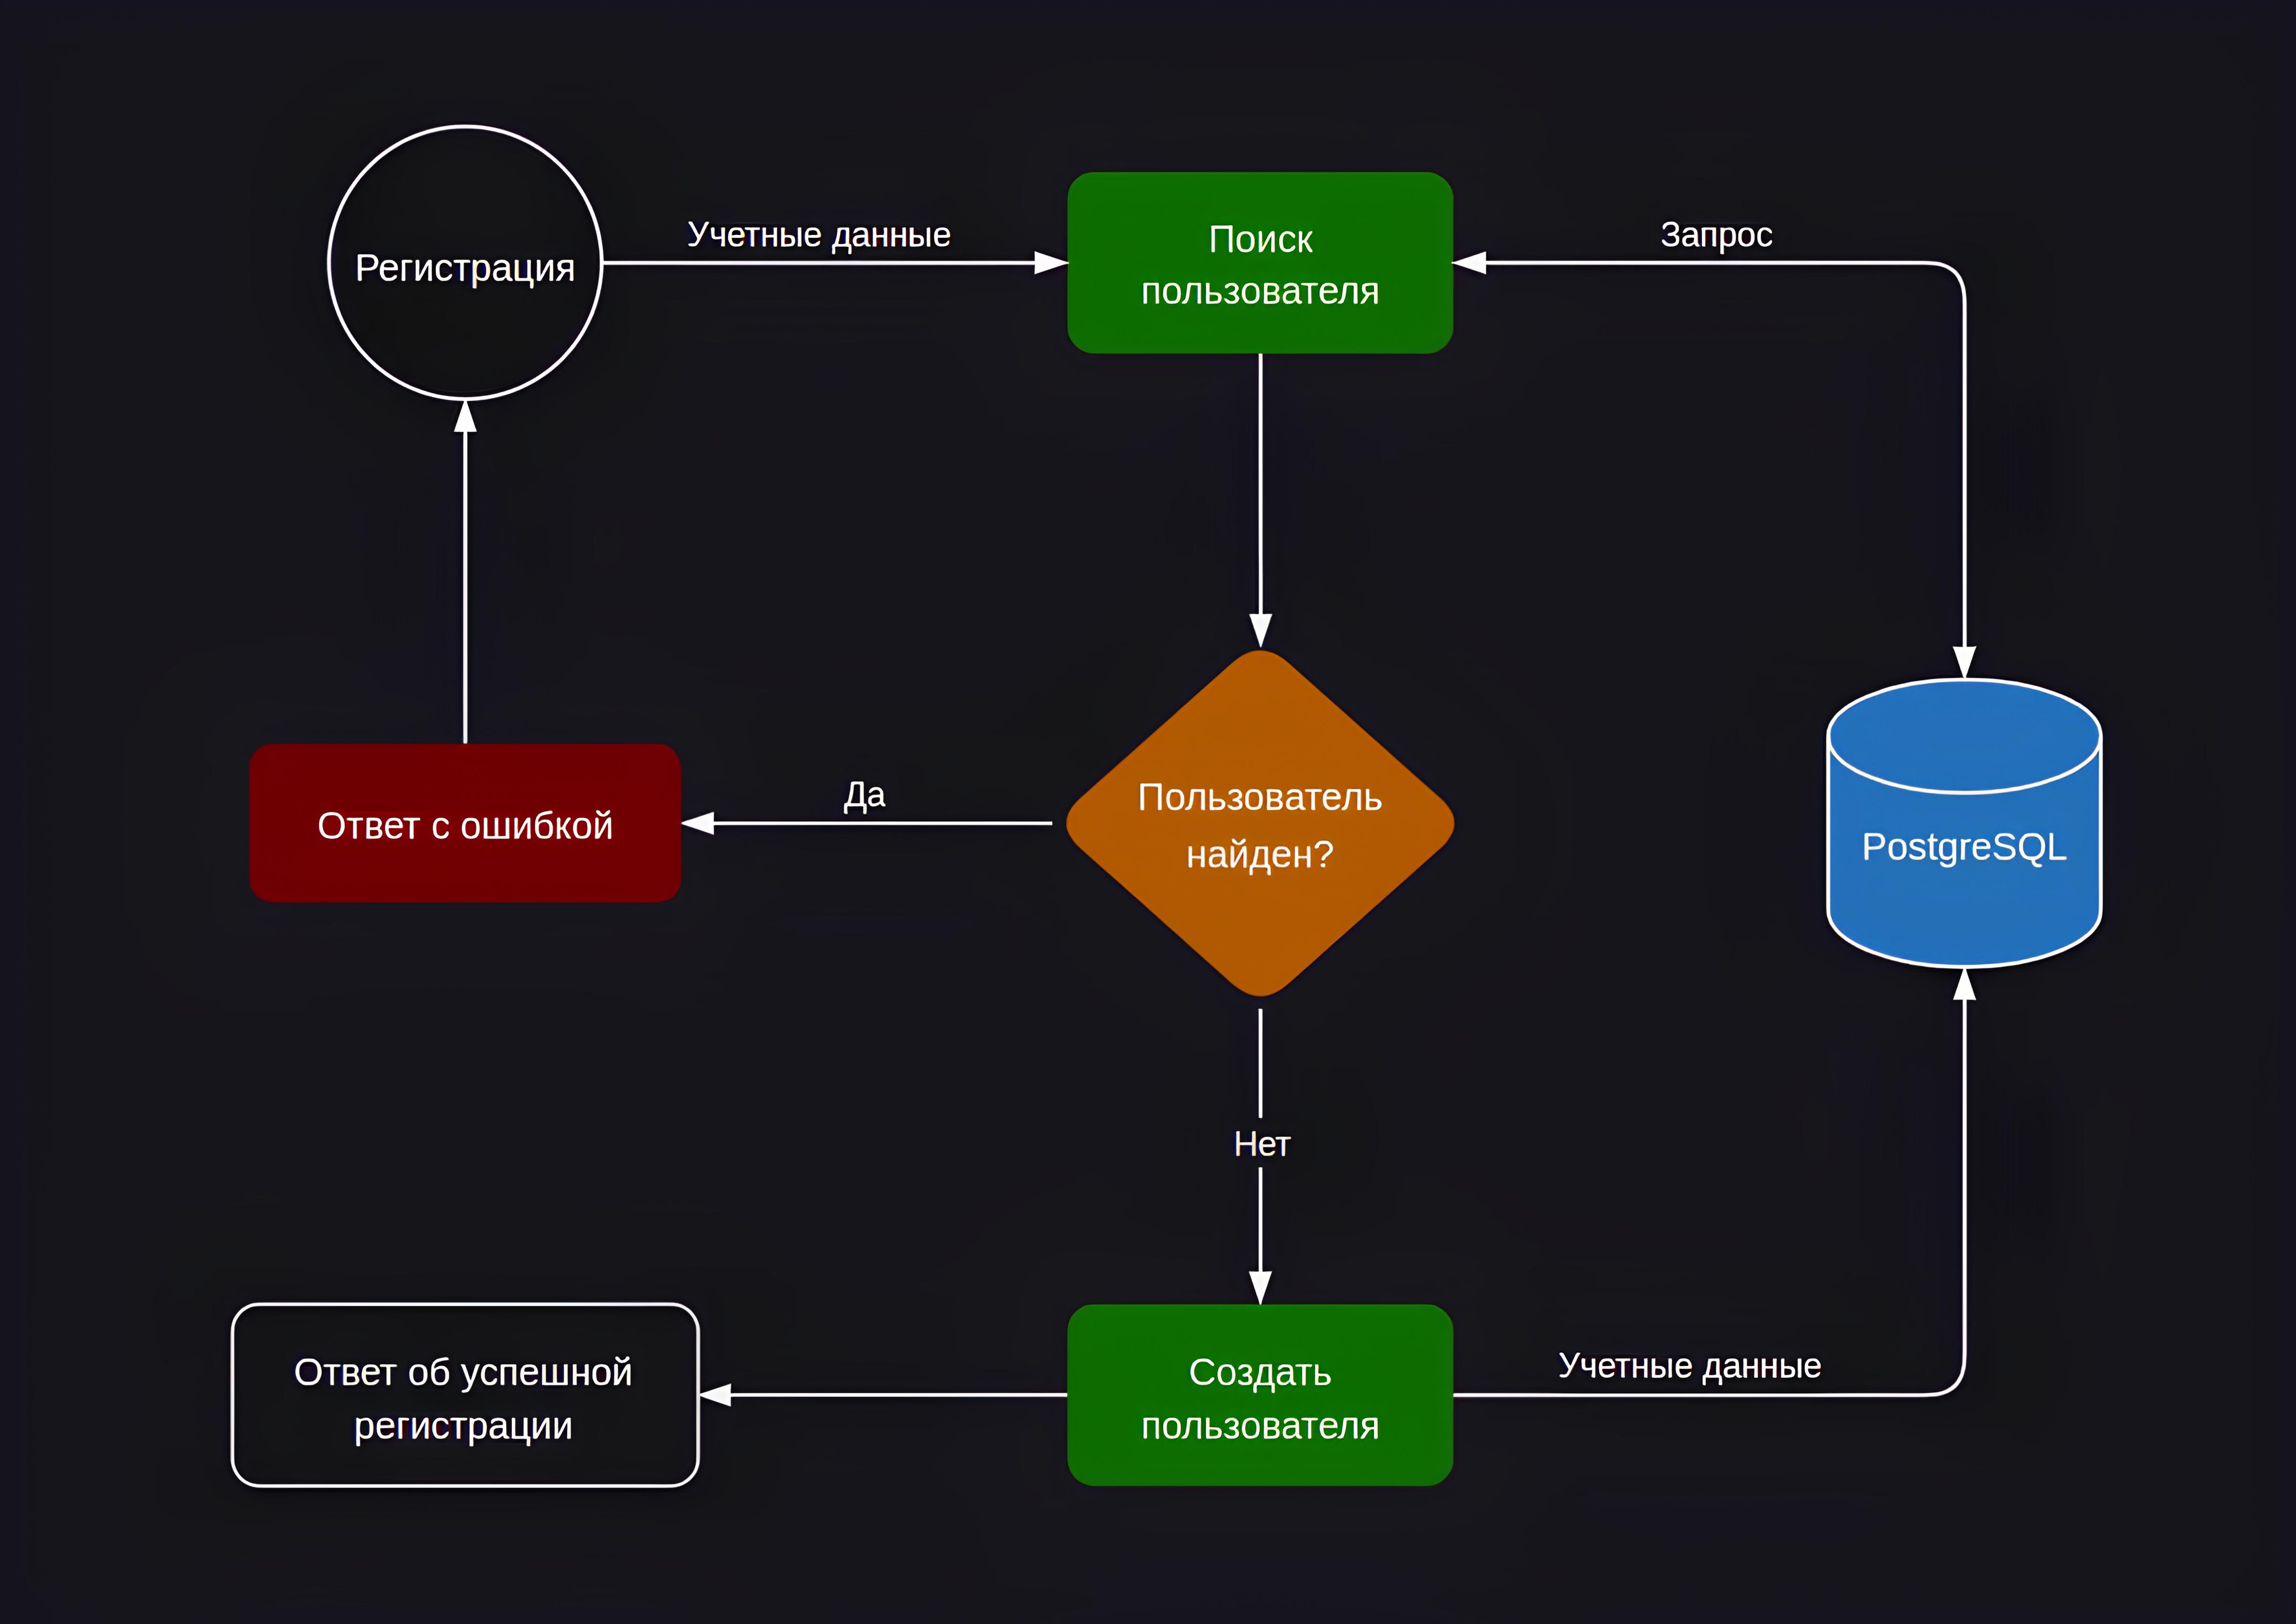 Регистрация
Учетные данные
Поиск
пользователя
Запрос
Ответ с ошибкой
Да
Пользователь
найден?
PostgreSQL
Нет
Ответ об успешной
регистрации
Создать
пользователя
Учетные данные